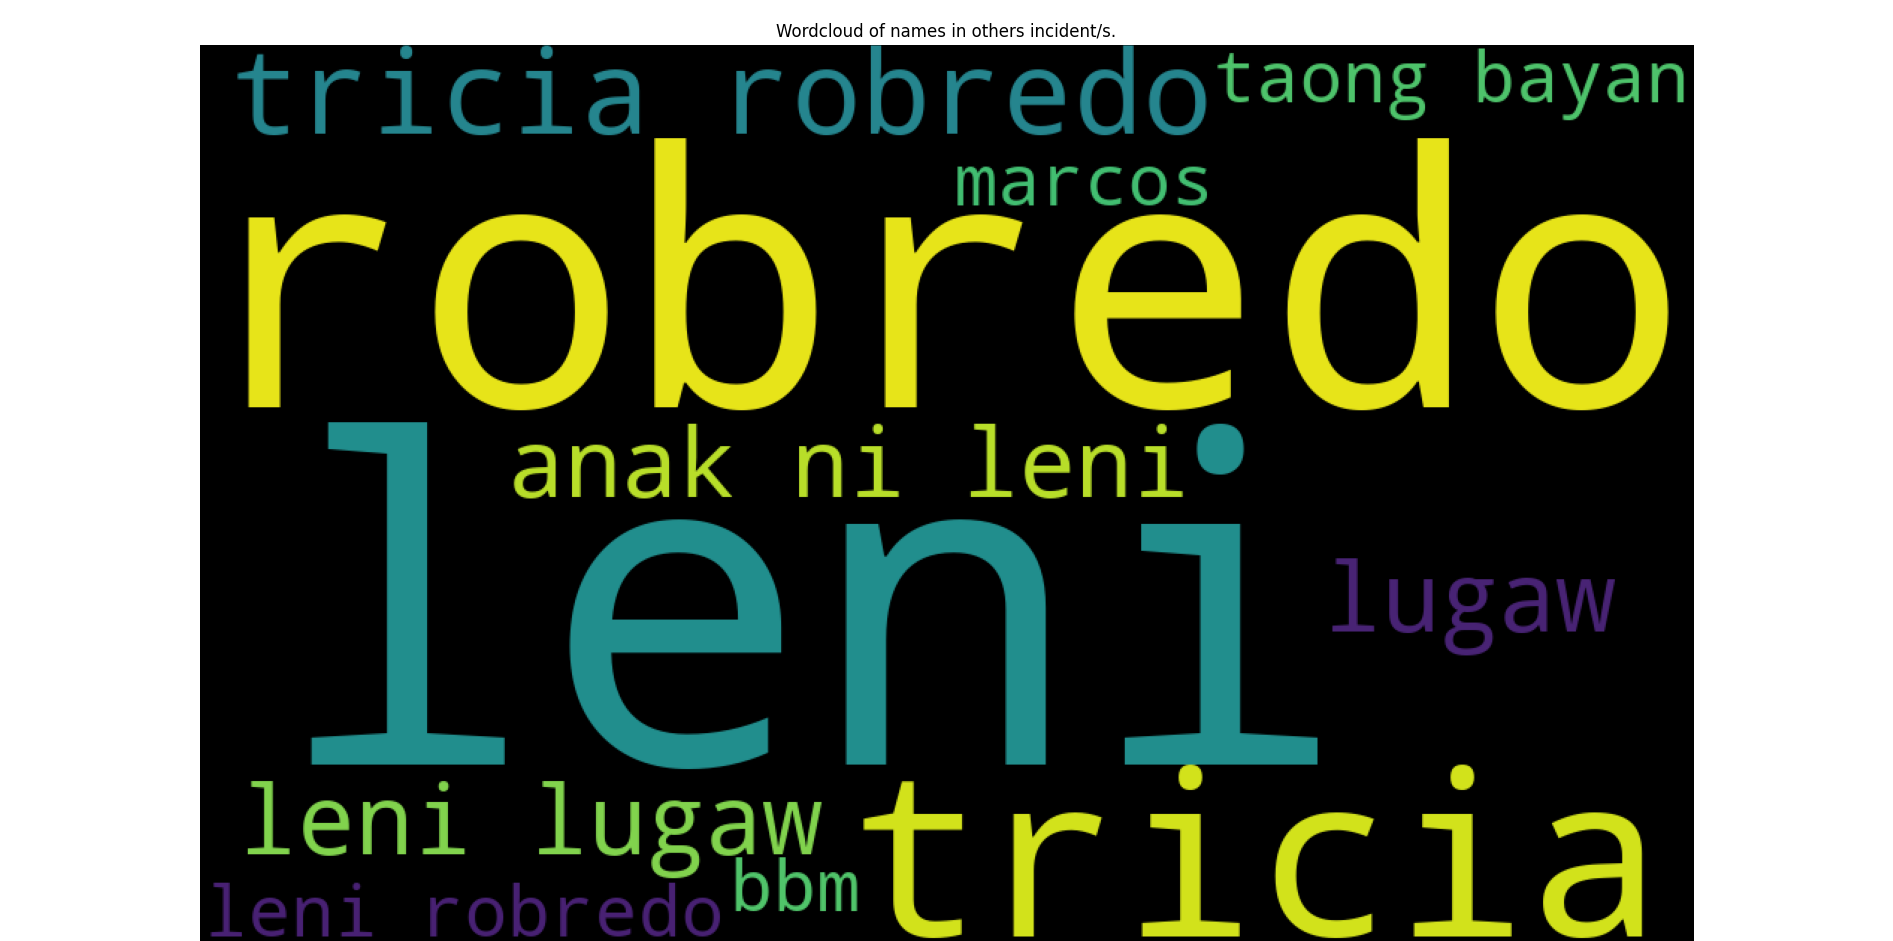 Wordcloud of names in others incident/s.
tricia robredo
taong bayan
marcos
robredo
anak ni leni
leni
lugaw
leni lugaw
tricia
bbm
leni robredo